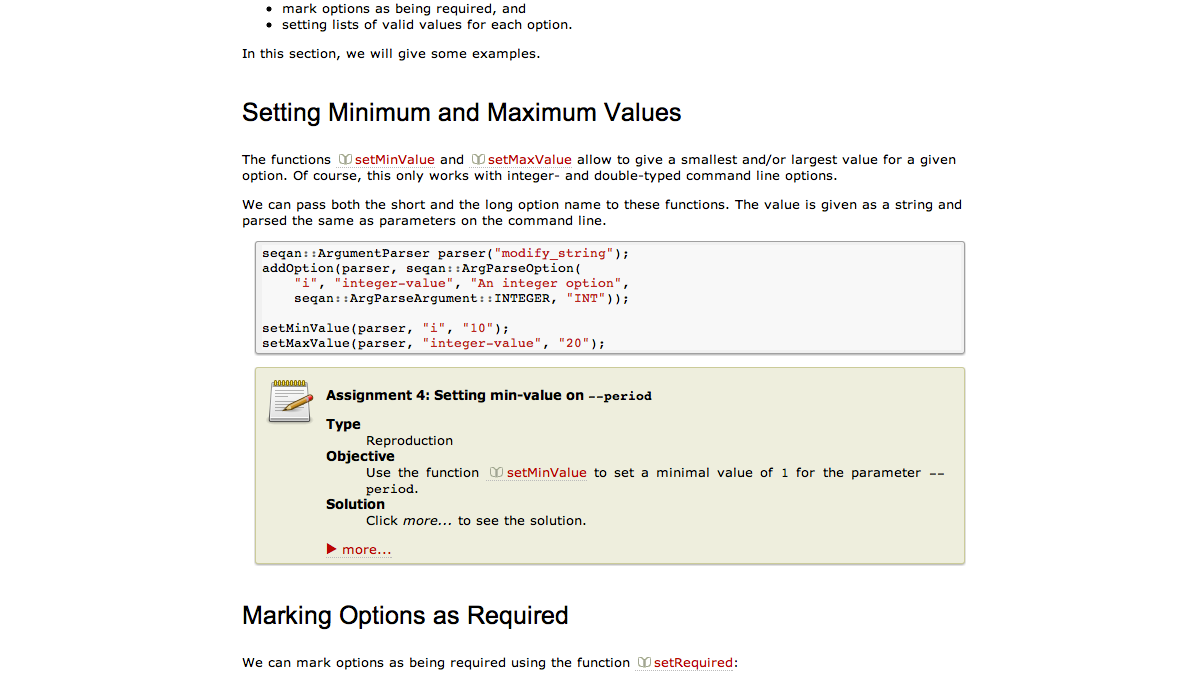 mark options as being required, and
setting lists of valid values for each option.
In this section, we will give some examples.
Setting Minimum and Maximum Values
The functions setMinValue and setMaxValue allow to give a smallest and/or largest value for a given
option. Of course, this only works with integer- and double-typed command line options.
We can pass both the short and the long option name to these functions. The value is given as a string and
parsed the same as parameters on the command line.
seqan::ArgumentParser parser("modify_string");
addOption(parser, seqan::ArgParseOption(
    "i", "integer-value", "An integer option",
    seqan::ArgParseArgument::INTEGER, "INT"));
setMinValue(parser, "i", "10");
setMaxValue(parser, "integer-value", "20");
Assignment 4: Setting min-value on --period
Type
Reproduction
Objective
Use the function setMinValue to set a minimal value of 1 for the parameter --
period.
Solution
Click more... to see the solution.
more...
Marking Options as Required
We can mark options as being required using the function setRequired: